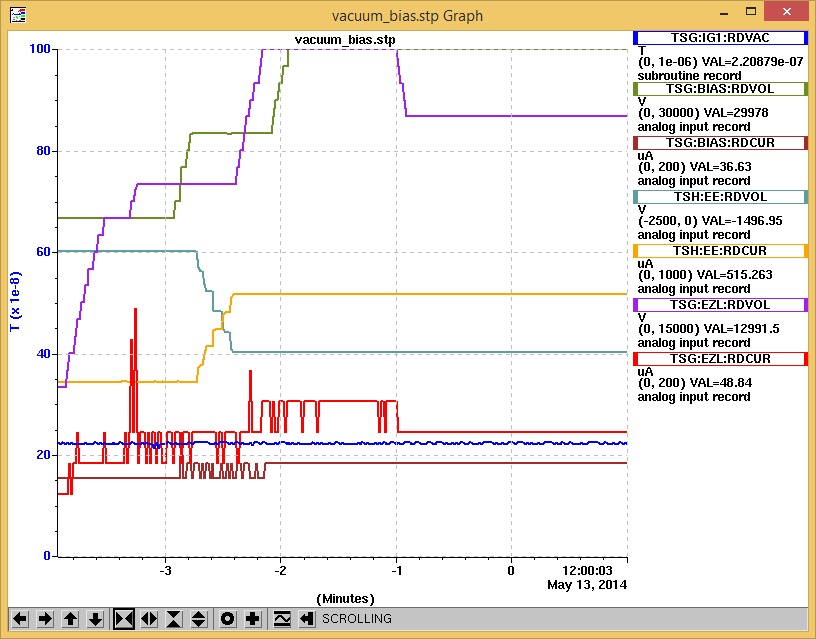 vacuum_bias.stp Graph
vacuum_bias.stp
100
80
60
40
20
0
T (x 1e-8)
-3
-2
-1
0
12:00:03
May 13, 2014
(Minutes)
TSG:IG1:RDVAC
T
(0, 1e-06) VAL=2.20879e-07
subroutine record
TSG:BIAS:RDVOL
V
(0, 30000) VAL=29978
analog input record
TSG:BIAS:RDCUR
uA
(0, 200) VAL=36.63
analog input record
TSH:EE:RDVOL
V
(-2500, 0) VAL=-1496.95
analog input record
TSH:EE:RDCUR
uA
(0, 1000) VAL=515.263
analog input record
TSG:EZL:RDVOL
V
(0, 15000) VAL=12991.5
analog input record
TSG:EZL:RDCUR
uA
(0, 200) VAL=48.84
analog input record
SCROLLING